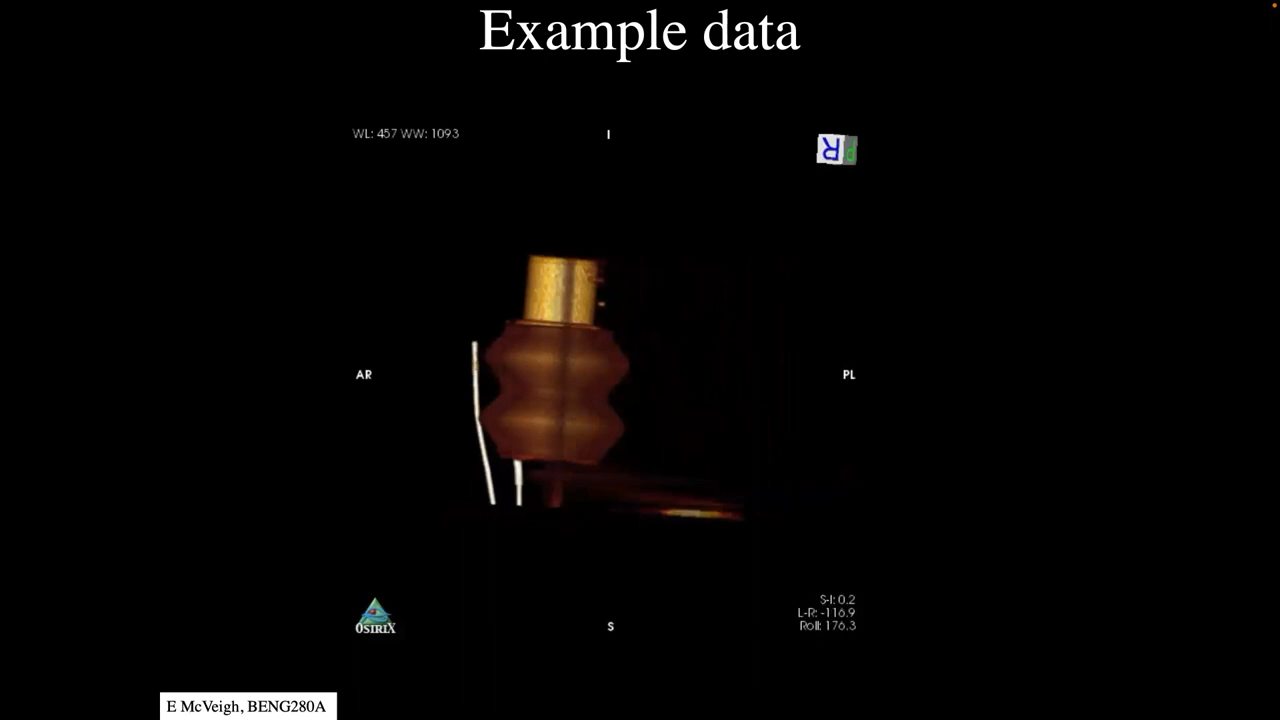 Example data
WL: 457 WW: 1093
I
R
P
AR
PL
S-I: 0.2
L-R: -116.9
Roll: 176.3
OSIRIX
S
E McVeigh, BENG280A